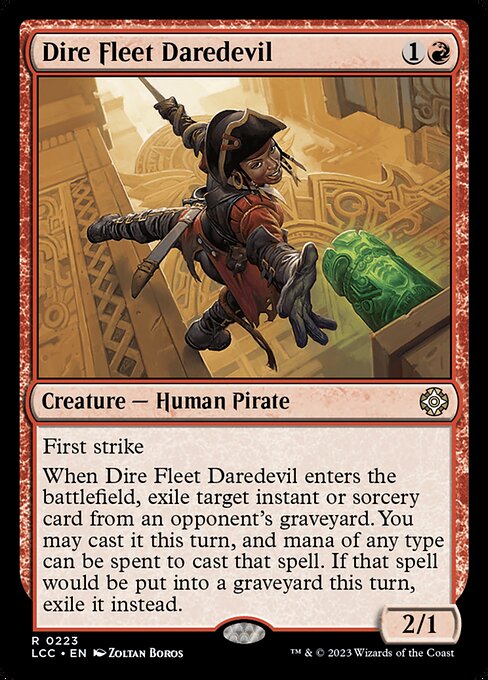 Dire Fleet Daredevil 1
Creature — Human Pirate
First strike
When Dire Fleet Daredevil enters the
battlefield, exile target instant or sorcery
card from an opponent's graveyard. You
may cast it this turn, and mana of any type
can be spent to cast that spell. If that spell
would be put into a graveyard this turn,
exile it instead.
2/1
R 0223
LCC • EN Zoltan Boros
™ & © 2023 Wizards of the Coast